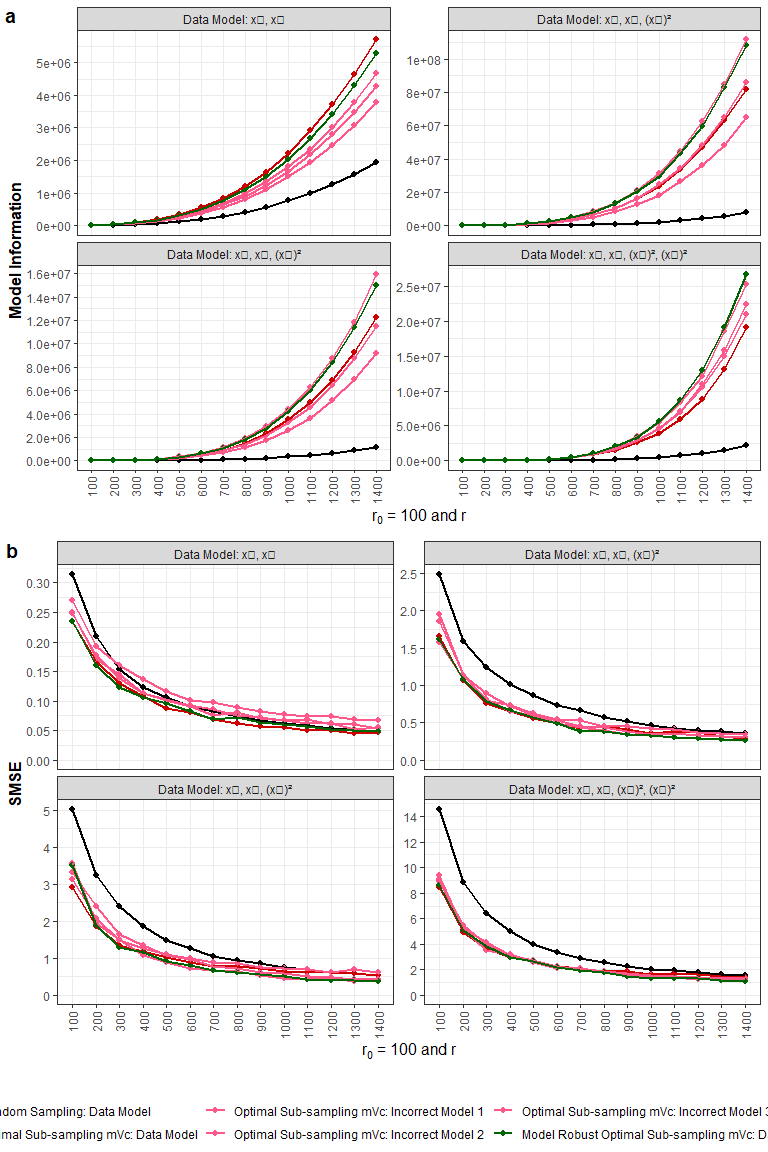 a
Data Model: x▯, x▯
Data Model: x▯, x▯, (x▯)²
5e+06
4e+06
3e+06
2e+06
1e+06
0e+00
1e+08
8e+07
6e+07
4e+07
2e+07
0e+00
Model Information
Data Model: x▯, x▯, (x▯)²
Data Model: x▯, x▯, (x▯)², (x▯)²
1.6e+07
1.4e+07
1.2e+07
1.0e+07
8.0e+06
6.0e+06
4.0e+06
2.0e+06
0.0e+00
2.5e+07
2.0e+07
1.5e+07
1.0e+07
5.0e+06
0.0e+00
100 200 300 400 500 600 700 800 900 1000 1100 1200 1300 1400
100 200 300 400 500 600 700 800 900 1000 1100 1200 1300 1400
r₀ = 100 and r
b
Data Model: x▯, x▯
Data Model: x▯, x▯, (x▯)²
0.30
0.25
0.20
0.15
0.10
0.05
0.00
2.5
2.0
1.5
1.0
0.5
0.0
SMSE
Data Model: x▯, x▯, (x▯)²
Data Model: x▯, x▯, (x▯)², (x▯)²
5
4
3
2
1
0
14
12
10
8
6
4
2
0
100 200 300 400 500 600 700 800 900 1000 1100 1200 1300 1400
100 200 300 400 500 600 700 800 900 1000 1100 1200 1300 1400
r₀ = 100 and r
ndom Sampling: Data Model
Optimal Sub-sampling mVc: Incorrect Model 1
Optimal Sub-sampling mVc: Incorrect Model 3
mal Sub-sampling mVc: Data Model
Optimal Sub-sampling mVc: Incorrect Model 2
Model Robust Optimal Sub-sampling mVc: D